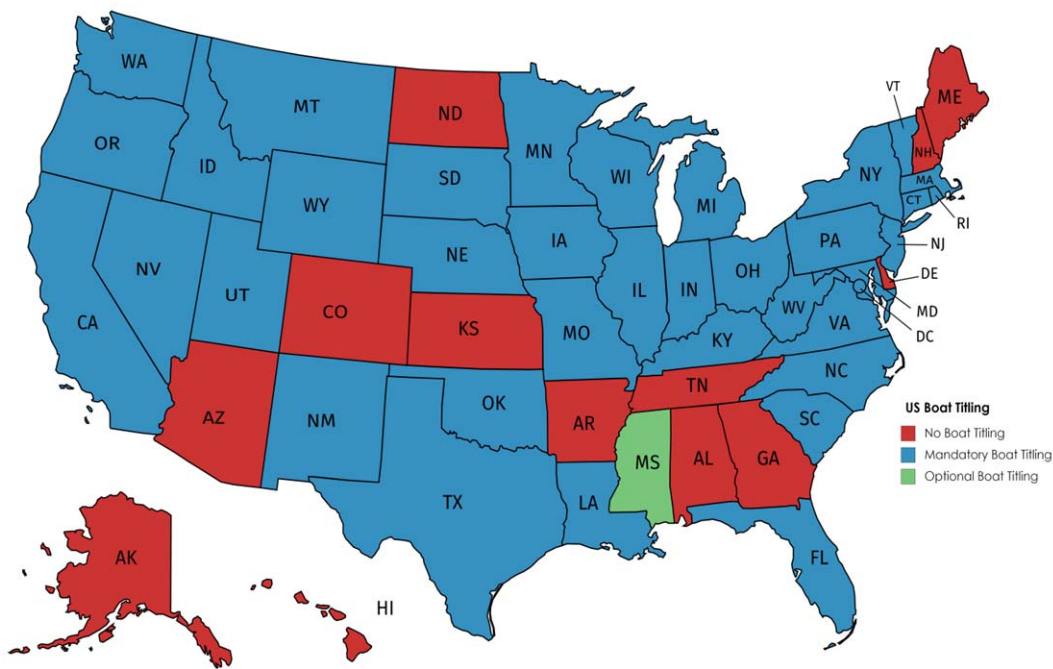 WA
MT
ND
MN
VT
ME
OR
ID
SD
WI
MI
NY
NH
MA
CT
RI
WY
IA
PA
NJ
NE
NV
UT
IL
IN
OH
DE
CA
CO
KS
MO
WV
VA
MD
KY
DC
AZ
NM
OK
AR
TN
NC
SC
MS
AL
GA
TX
LA
FL
AK
HI
US Boat Titling
No Boat Titling
Mandatory Boat Titling
Optional Boat Titling